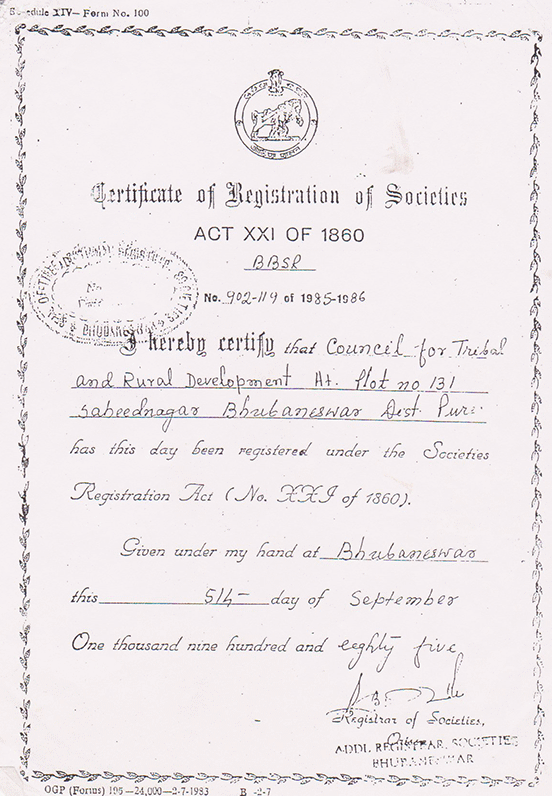 Schedule XIV— Form No. 100
Certificate of Registration of Societies
ACT XXI OF 1860
BBSR
No. 902-119 of 1985-1986
I hereby certify that Council for Tribal
and Rural Development At. Plot no 131
Saheednagar Bhubaneswar Dist. Puri
has this day been registered under the Societies
Registration Act (No. XXI of 1860).
Given under my hand at Bhubaneswar
this 5th day of September
One thousand nine hundred and eighty five
Registrar of Societies,
ADDL. REGISTRAR, SOCIETIES
BHUBANESWAR
OGP (Forms) 195—24,000—2-7-1983 B -2-7